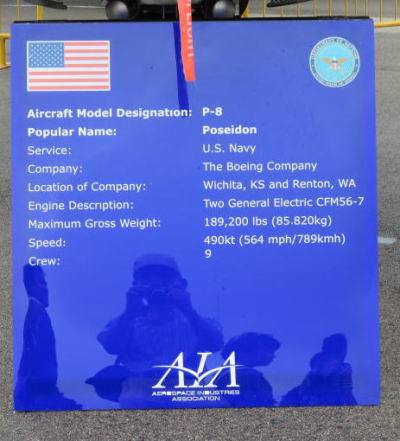 Aircraft Model Designation: P-8
Popular Name: Poseidon
Service: U.S. Navy
Company: The Boeing Company
Location of Company: Wichita, KS and Renton, WA
Engine Description: Two General Electric CFM56-7
Maximum Gross Weight: 189,200 lbs (85.820kg)
Speed: 490kt (564 mph/789kmh)
Crew: 9
AIA
AEROSPACE INDUSTRIES
ASSOCIATION